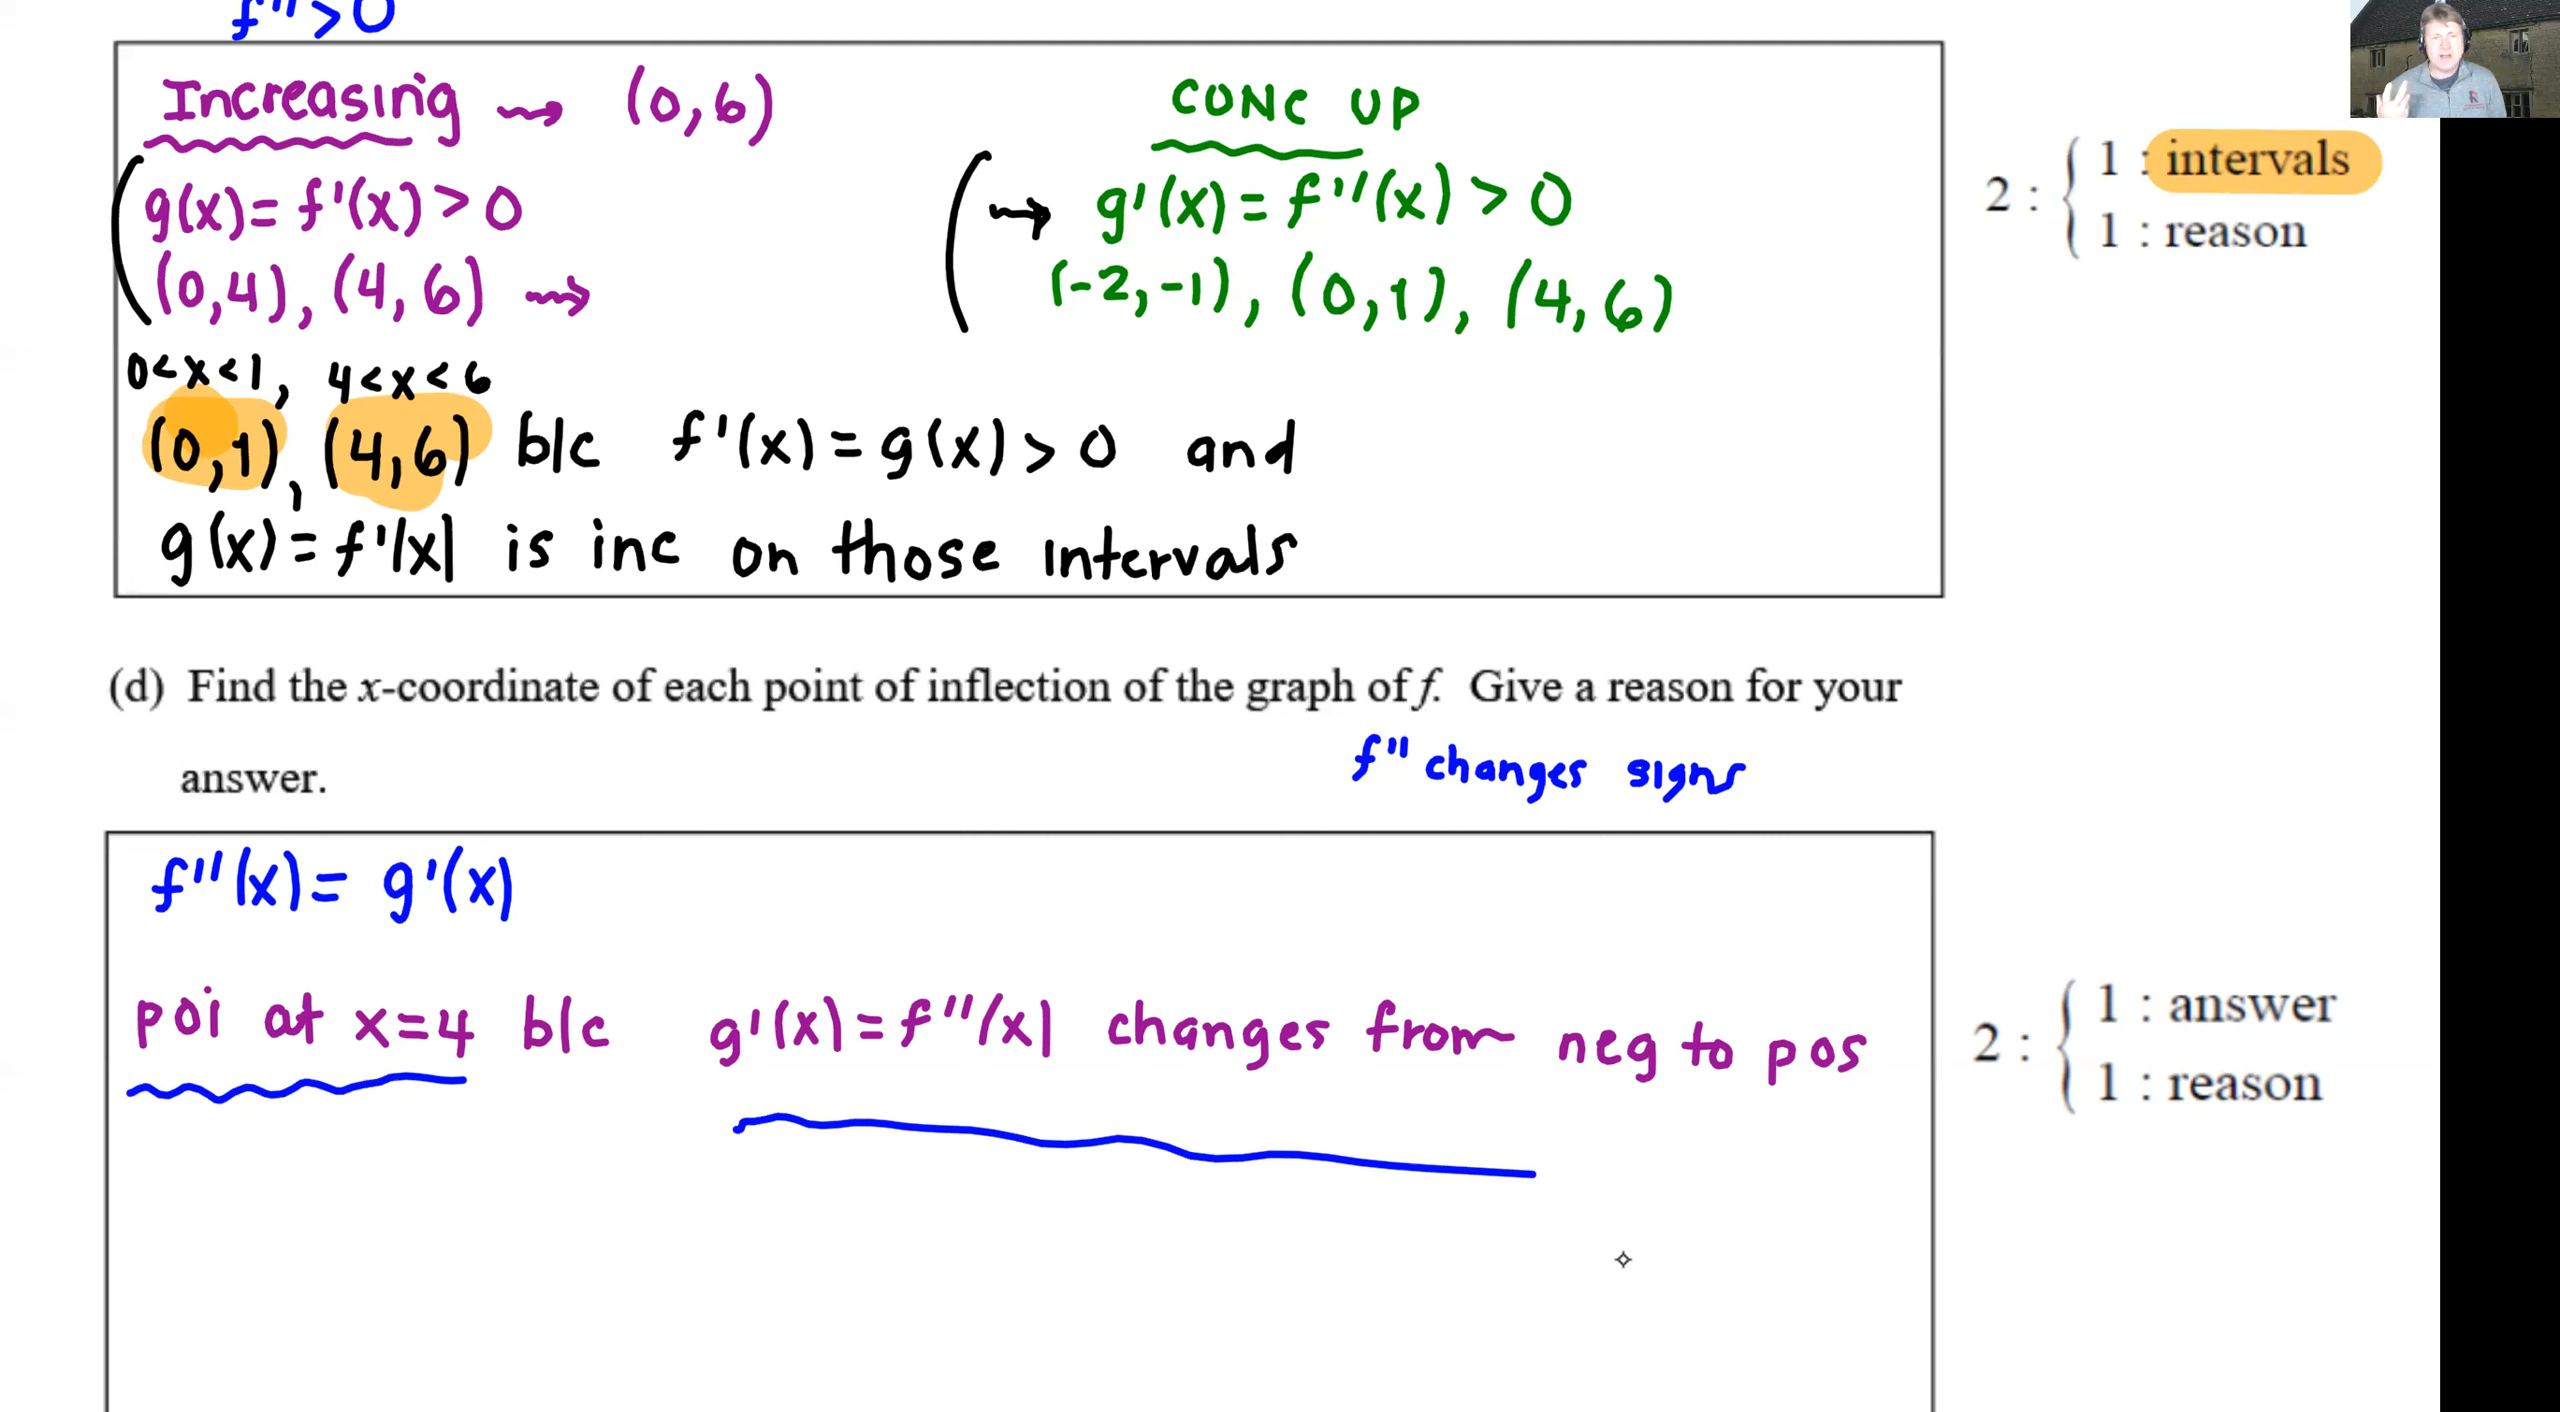 f'' > 0
Increasing → (0,6)
g(x) = f'(x) > 0
(0,4), (4,6) →
CONC UP
→ g'(x) = f''(x) > 0
(-2,-1), (0,1), (4,6)
2 : { 1 : intervals
1 : reason
0<x<1, 4<x<6
(0,1), (4,6) b/c f'(x) = g(x) > 0 and
g(x) = f'(x) is inc on those intervals
(d) Find the x-coordinate of each point of inflection of the graph of f. Give a reason for your
answer.
f'' changes signs
f''(x) = g'(x)
poi at x=4 b/c g'(x) = f''(x) changes from neg to pos
2 : { 1 : answer
1 : reason